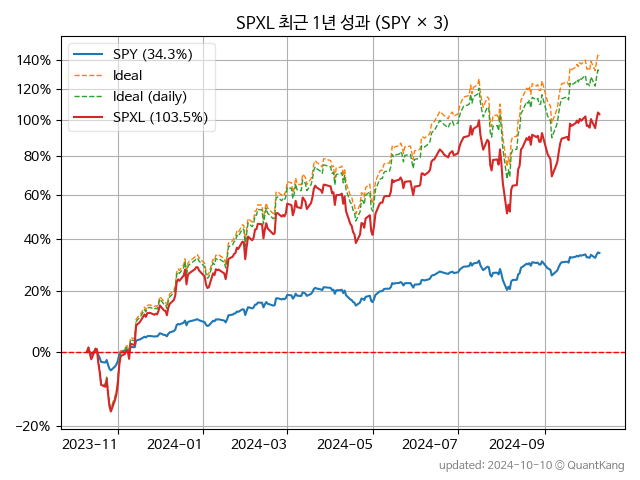 SPXL 최근 1년 성과 (SPY × 3)
140%
120%
100%
80%
60%
40%
20%
0%
−20%
SPY (34.3%)
Ideal
Ideal (daily)
SPXL (103.5%)
2023−11
2024−01
2024−03
2024−05
2024−07
2024−09
updated: 2024-10-10 © QuantKang